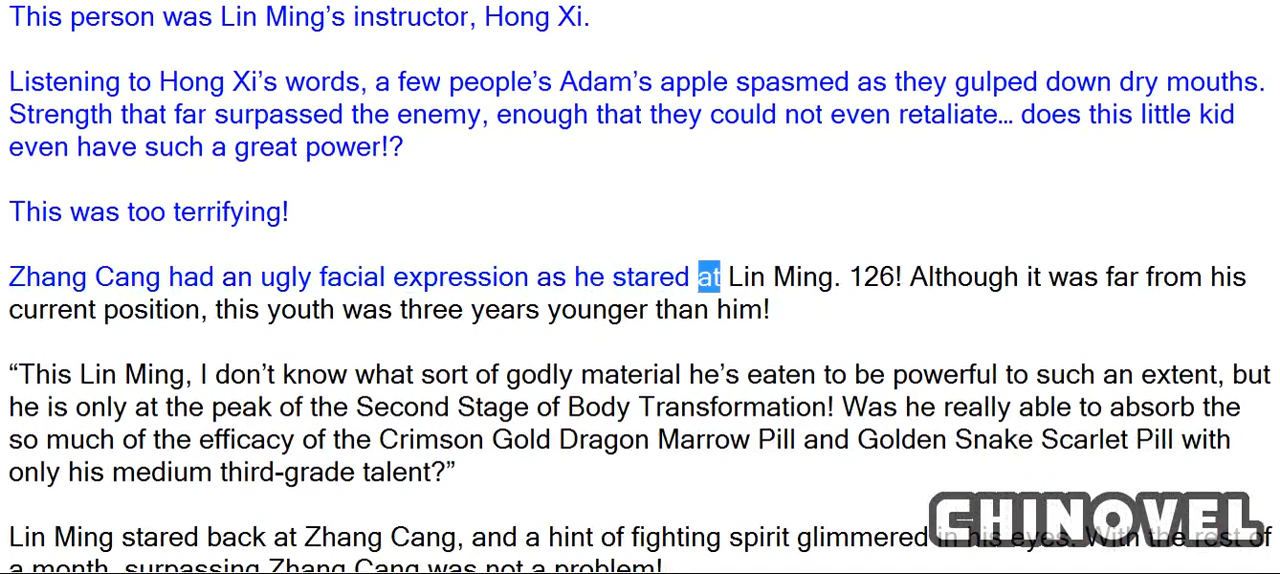 This person was Lin Ming’s instructor, Hong Xi.
Listening to Hong Xi’s words, a few people’s Adam’s apple spasmed as they gulped down dry mouths.
Strength that far surpassed the enemy, enough that they could not even retaliate… does this little kid
even have such a great power!?
This was too terrifying!
Zhang Cang had an ugly facial expression as he stared at Lin Ming. 126! Although it was far from his
current position, this youth was three years younger than him!
“This Lin Ming, I don’t know what sort of godly material he’s eaten to be powerful to such an extent, but
he is only at the peak of the Second Stage of Body Transformation! Was he really able to absorb the
so much of the efficacy of the Crimson Gold Dragon Marrow Pill and Golden Snake Scarlet Pill with
only his medium third-grade talent?”
Lin Ming stared back at Zhang Cang, and a hint of fighting spirit glimmered in his eyes. With the rest of
a month, surpassing Zhang Cang was not a problem!
CHINOVEL